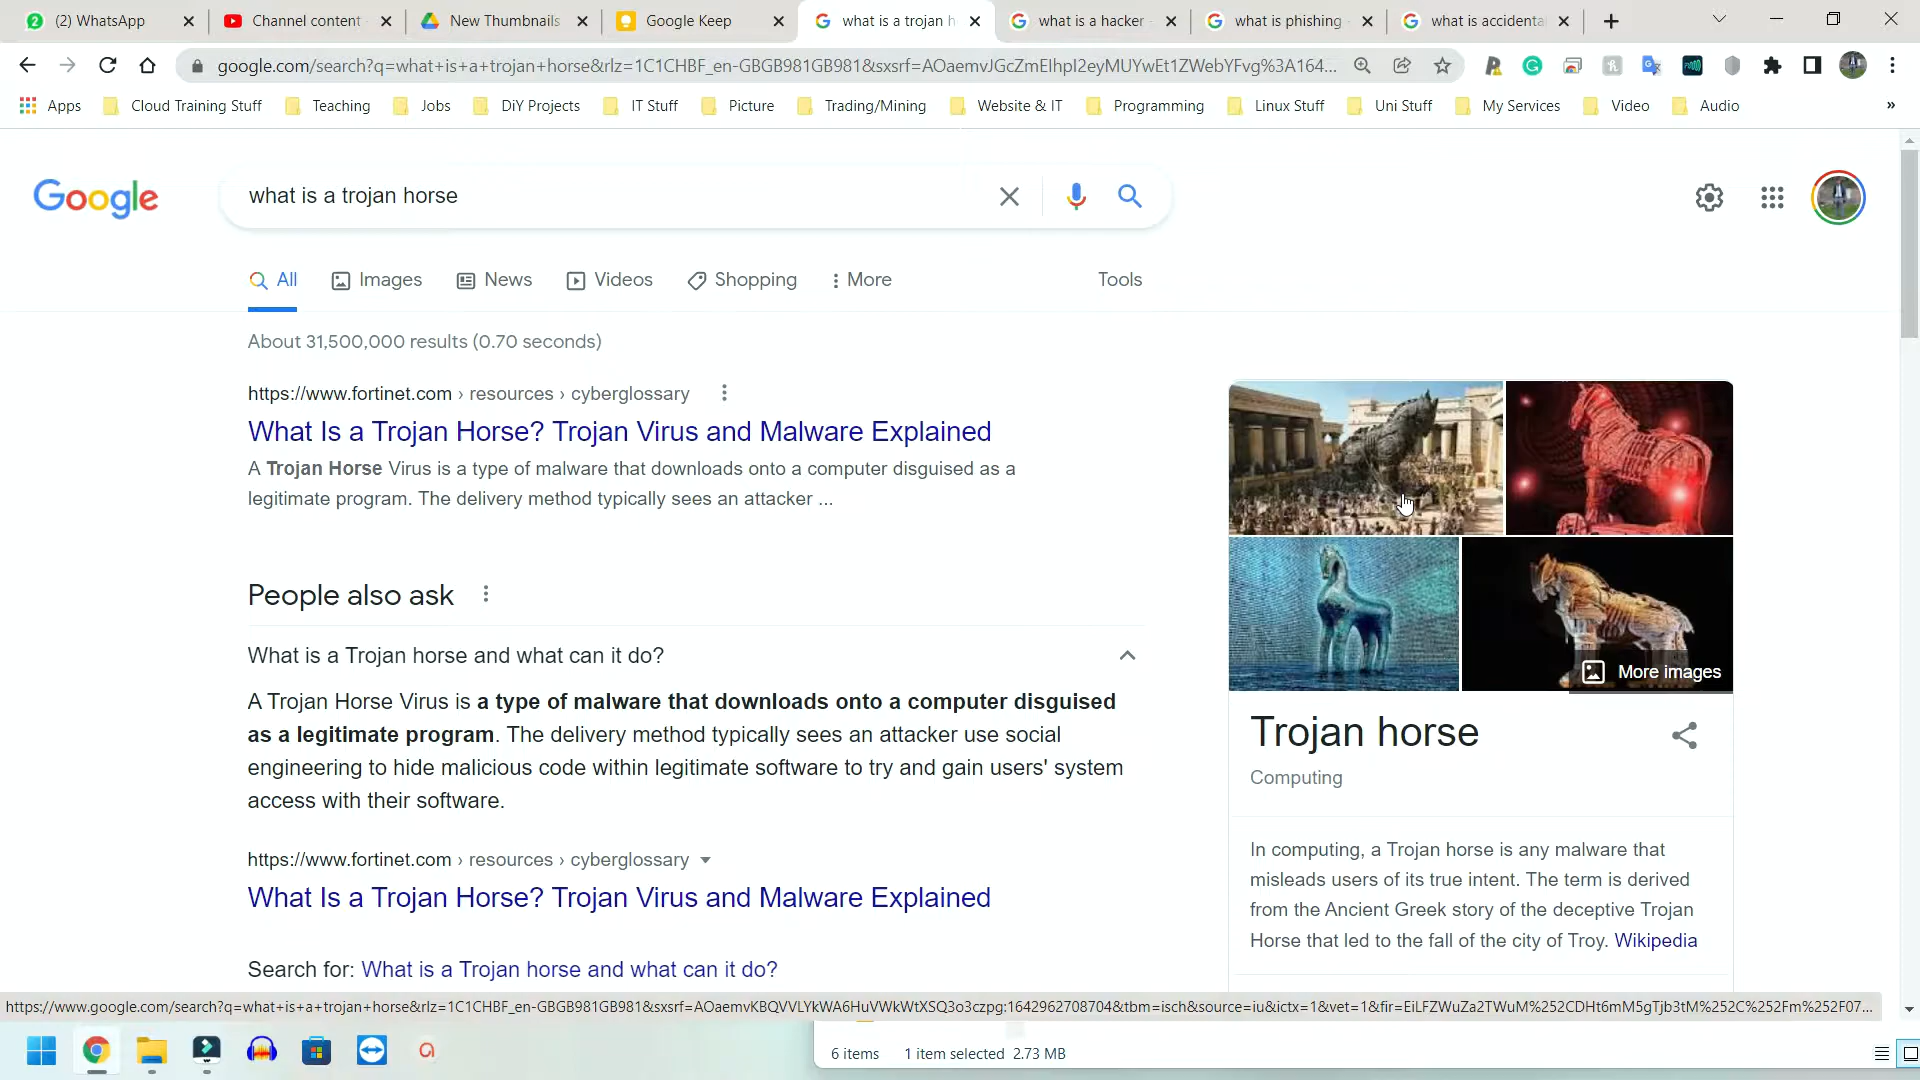 (2) WhatsApp
Channel content
New Thumbnails
Google Keep
what is a trojan h
what is a hacker
what is phishing
what is accidenta
google.com/search?q=what+is+a+trojan+horse&rlz=1C1CHBF_en-GBGB981GB981&sxsrf=AOaemvJGcZmEIhpI2eyMUYwEt1ZWebYFvg%3A164...
Apps
Cloud Training Stuff
Teaching
Jobs
DiY Projects
IT Stuff
Picture
Trading/Mining
Website & IT
Programming
Linux Stuff
Uni Stuff
My Services
Video
Audio
»
Google
what is a trojan horse
All
Images
News
Videos
Shopping
More
Tools
About 31,500,000 results (0.70 seconds)
https://www.fortinet.com › resources › cyberglossary
What Is a Trojan Horse? Trojan Virus and Malware Explained
A Trojan Horse Virus is a type of malware that downloads onto a computer disguised as a
legitimate program. The delivery method typically sees an attacker ...
People also ask
What is a Trojan horse and what can it do?
A Trojan Horse Virus is a type of malware that downloads onto a computer disguised
as a legitimate program. The delivery method typically sees an attacker use social
engineering to hide malicious code within legitimate software to try and gain users' system
access with their software.
https://www.fortinet.com › resources › cyberglossary
What Is a Trojan Horse? Trojan Virus and Malware Explained
Search for: What is a Trojan horse and what can it do?
More images
Trojan horse
Computing
In computing, a Trojan horse is any malware that
misleads users of its true intent. The term is derived
from the Ancient Greek story of the deceptive Trojan
Horse that led to the fall of the city of Troy. Wikipedia
https://www.google.com/search?q=what+is+a+trojan+horse&rlz=1C1CHBF_en-GBGB981GB981&sxsrf=AOaemvKBQVVLYkWA6HuVWkWtXSQ3o3czpg:1642962708704&tbm=isch&source=iu&ictx=1&vet=1&fir=EiLFZWuZa2TWuM%252CDHt6mM5gTjb3tM%252C%252Fm%252F07...
6 items
1 item selected 2.73 MB